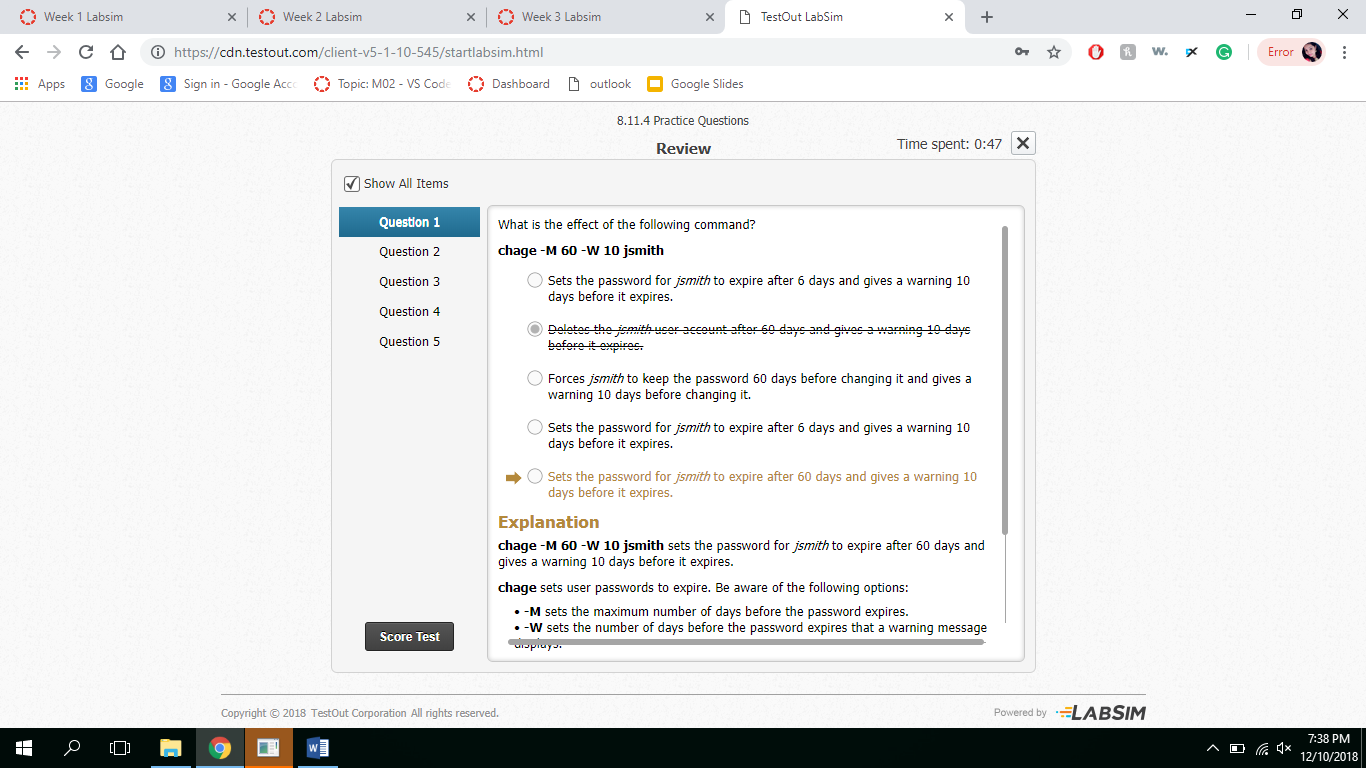 Week 1 Labsim
Week 2 Labsim
Week 3 Labsim
TestOut LabSim
https://cdn.testout.com/client-v5-1-10-545/startlabsim.html
Error
Apps
Google
Sign in - Google Acco
Topic: M02 - VS Code
Dashboard
outlook
Google Slides
8.11.4 Practice Questions
Review
Time spent: 0:47
Show All Items
Question 1
Question 2
Question 3
Question 4
Question 5
Score Test
What is the effect of the following command?
chage -M 60 -W 10 jsmith
Sets the password for jsmith to expire after 6 days and gives a warning 10
days before it expires.
Deletes the jsmith user account after 60 days and gives a warning 10 days
before it expires.
Forces jsmith to keep the password 60 days before changing it and gives a
warning 10 days before changing it.
Sets the password for jsmith to expire after 6 days and gives a warning 10
days before it expires.
Sets the password for jsmith to expire after 60 days and gives a warning 10
days before it expires.
Explanation
chage -M 60 -W 10 jsmith sets the password for jsmith to expire after 60 days and
gives a warning 10 days before it expires.
chage sets user passwords to expire. Be aware of the following options:
• -M sets the maximum number of days before the password expires.
• -W sets the number of days before the password expires that a warning message
displays.
Copyright © 2018 TestOut Corporation All rights reserved.
Powered by LABSIM
7:38 PM
12/10/2018